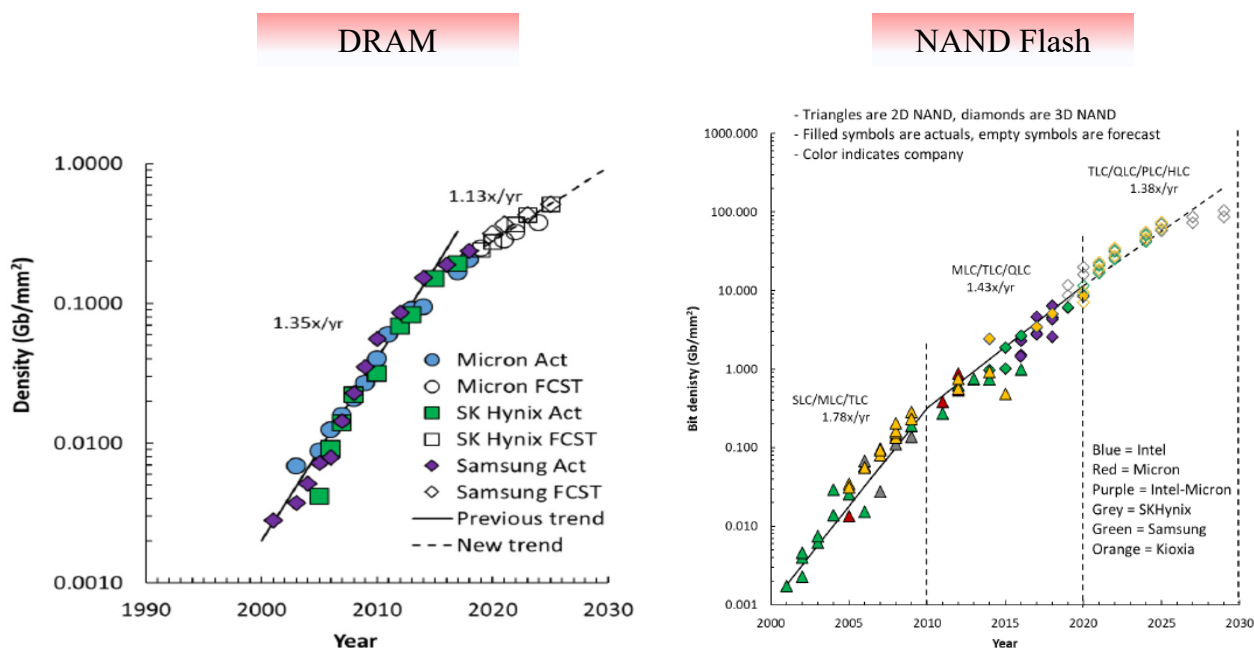 DRAM
NAND Flash
1.0000
0.1000
0.0100
0.0010
1990
2000
2010
2020
2030
Density (Gb/mm²)
Year
1.35x/yr
1.13x/yr
Micron Act
Micron FCST
SK Hynix Act
SK Hynix FCST
Samsung Act
Samsung FCST
Previous trend
New trend
- Triangles are 2D NAND, diamonds are 3D NAND
- Filled symbols are actuals, empty symbols are forecast
- Color indicates company
1000.000
100.000
10.000
1.000
0.100
0.010
0.001
2000
2005
2010
2015
2020
2025
2030
Bit denisty (Gb/mm²)
Year
SLC/MLC/TLC
1.78x/yr
MLC/TLC/QLC
1.43x/yr
TLC/QLC/PLC/HLC
1.38x/yr
Blue = Intel
Red = Micron
Purple = Intel-Micron
Grey = SKHynix
Green = Samsung
Orange = Kioxia